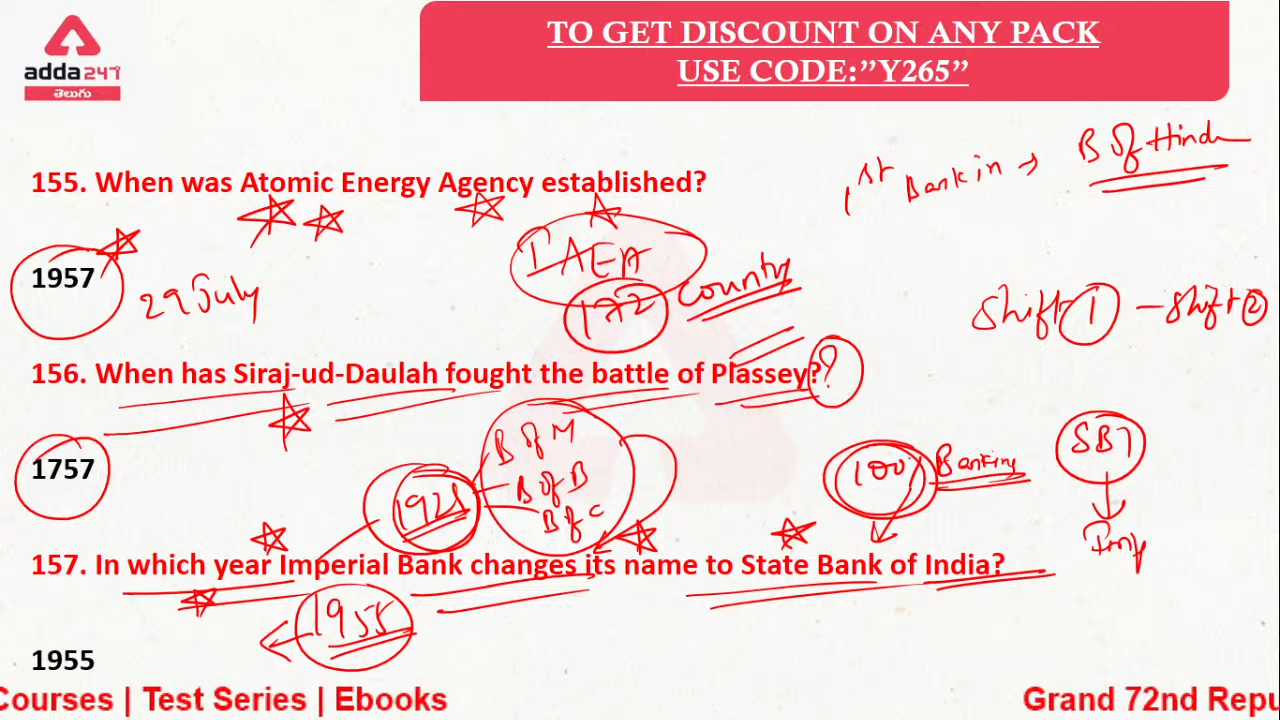 adda247
తెలుగు
TO GET DISCOUNT ON ANY PACK
USE CODE:”Y265”
1st Bank in → B of Hindu
155. When was Atomic Energy Agency established?
IAEA
1957
29 July
172 County
Shift 1 - Shift 2
156. When has Siraj-ud-Daulah fought the battle of Plassey?
?
1757
B of M
B of B
B of C
1921
100% Banking
SBI
157. In which year Imperial Bank changes its name to State Bank of India?
1955
1955
Courses | Test Series | Ebooks
Grand 72nd Repu